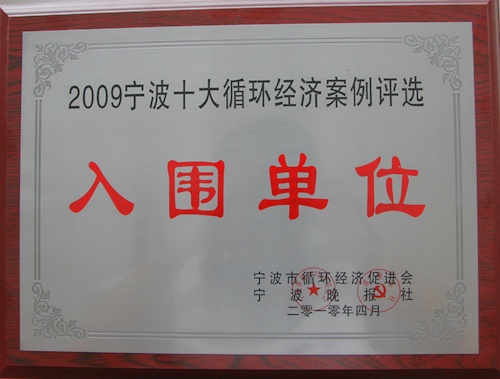 2009宁波十大循环经济案例评选
入围单位
宁波市循环经济促进会
宁波晚报社
二零一零年四月